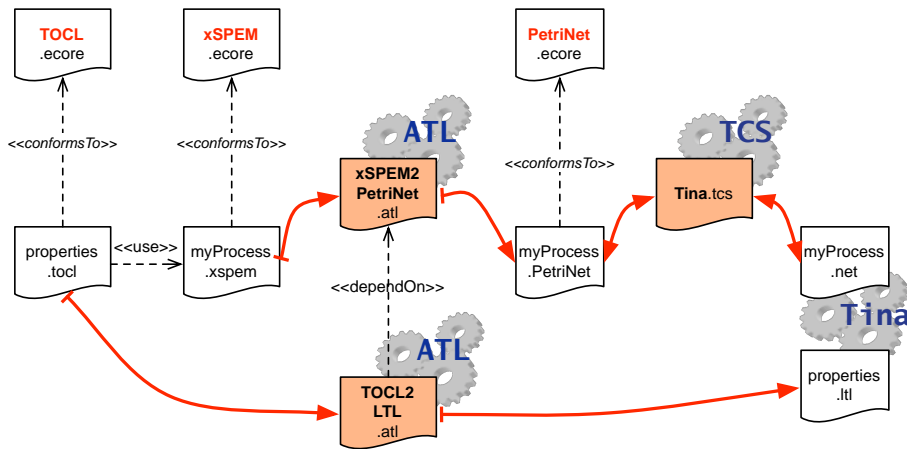 TOCL
.ecore
xSPEM
.ecore
PetriNet
.ecore
ATL
TCS
<<conformsTo>>
<<conformsTo>>
<<conformsTo>>
xSPEM2
PetriNet
.atl
Tina.tcs
properties
.tocl
<<use>>
myProcess
.xspem
myProcess
.PetriNet
myProcess
.net
<<dependOn>>
Tina
ATL
TOCL2
LTL
.atl
properties
.ltl